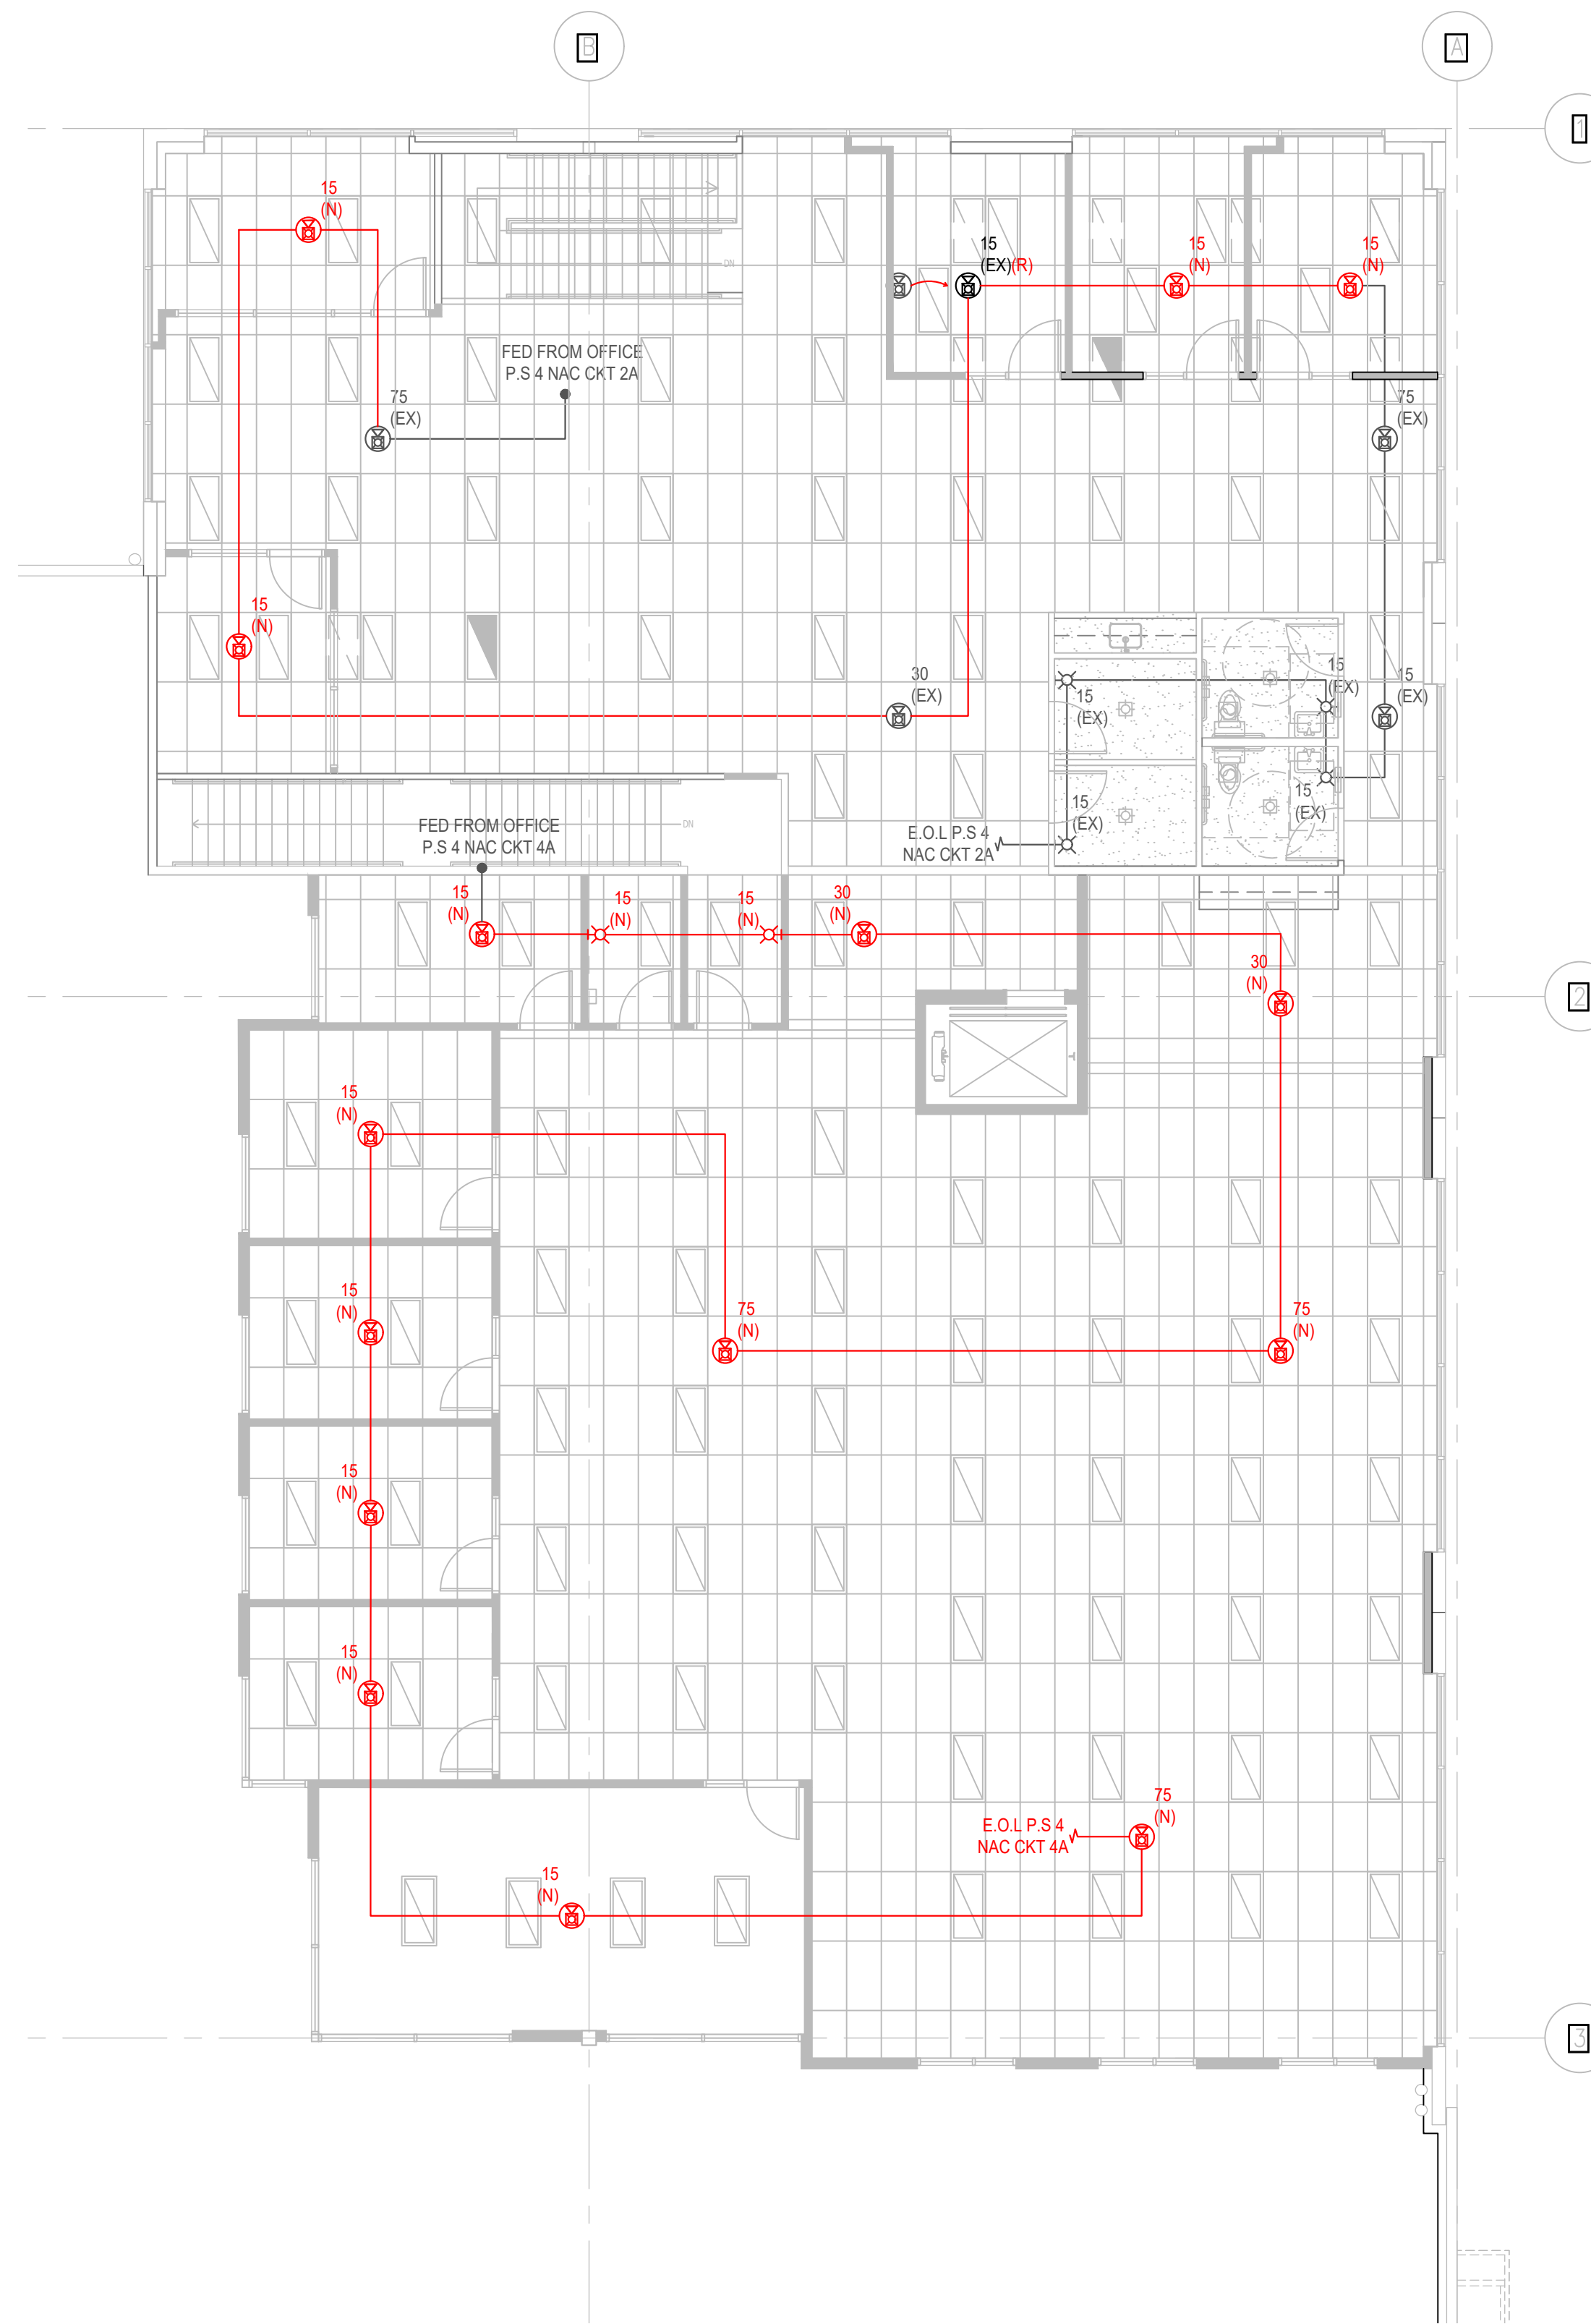 B
A
1
15
(N)
15
(EX)(R)
15
(N)
15
(N)
DN
FED FROM OFFICE
P.S 4 NAC CKT 2A
75
(EX)
75
(EX)
15
(N)
30
(EX)
15
(EX)
15
(EX)
15
(EX)
15
(EX)
15
(EX)
FED FROM OFFICE
P.S 4 NAC CKT 4A
DN
E.O.L P.S 4
NAC CKT 2A
15
(N)
15
(N)
15
(N)
30
(N)
30
(N)
2
15
(N)
15
(N)
75
(N)
75
(N)
15
(N)
15
(N)
75
(N)
E.O.L P.S 4
NAC CKT 4A
15
(N)
3